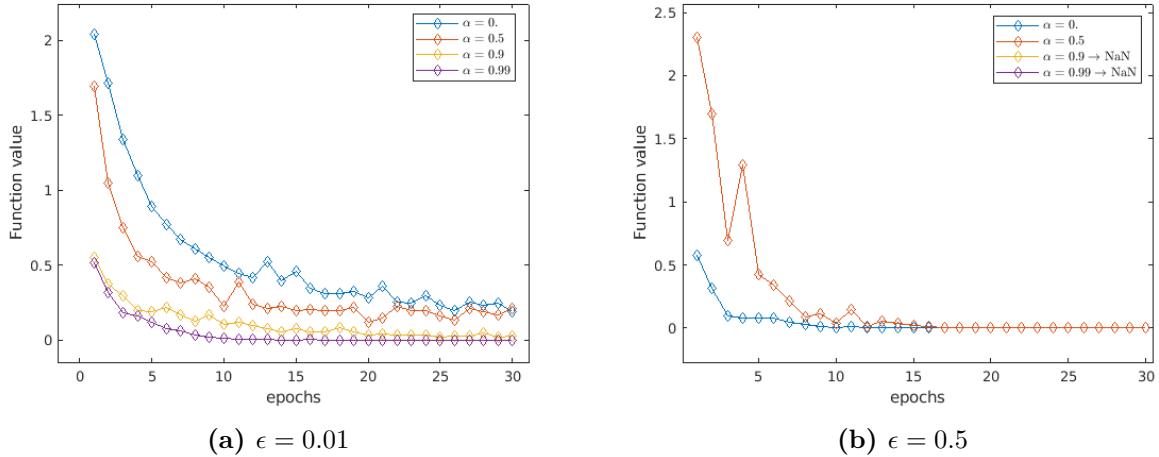 α = 0.
α = 0.5
α = 0.9
α = 0.99
Function value
2
1.5
1
0.5
0
0 5 10 15 20 25 30
epochs
(a) ϵ = 0.01
α = 0.
α = 0.5
α = 0.9 → NaN
α = 0.99 → NaN
Function value
2.5
2
1.5
1
0.5
0
5 10 15 20 25 30
epochs
(b) ϵ = 0.5